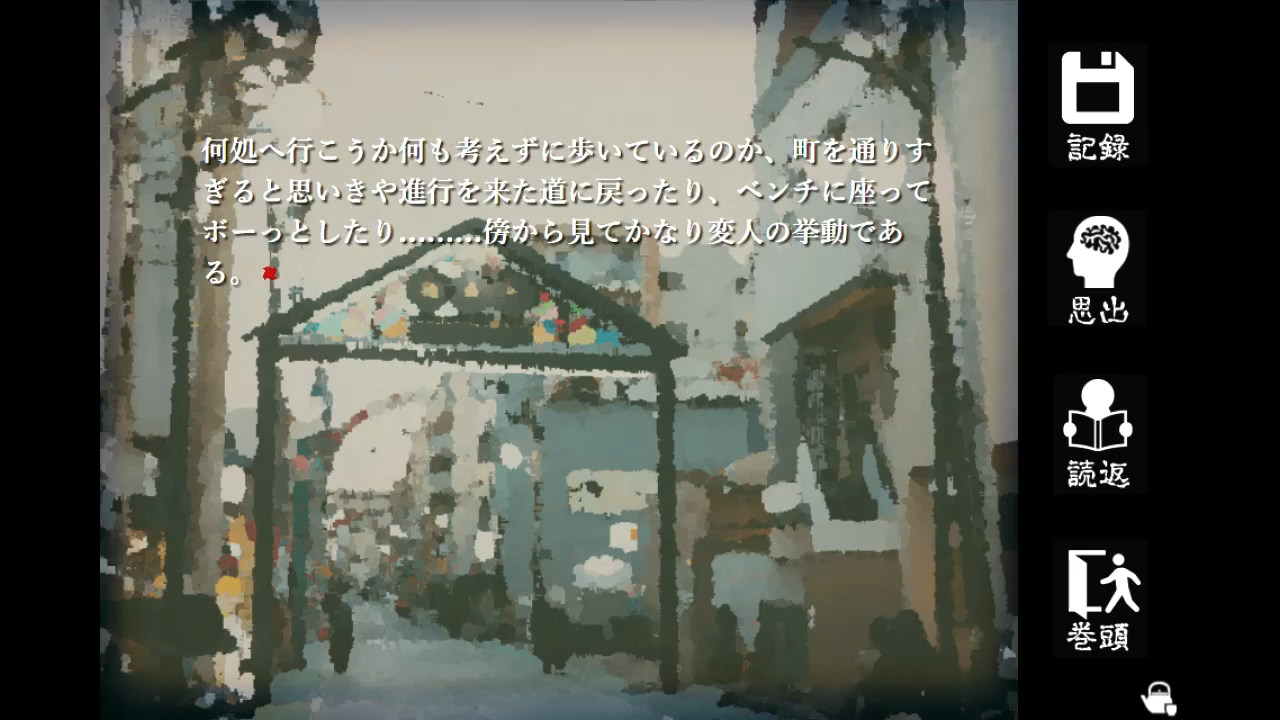 何処へ行こうか何も考えずに歩いているのか、町を通りす
ぎると思いきや進行を来た道に戻ったり、ベンチに座って
ボーっとしたり………傍から見てかなり変人の挙動であ
る。
記録
思出
読返
巻頭